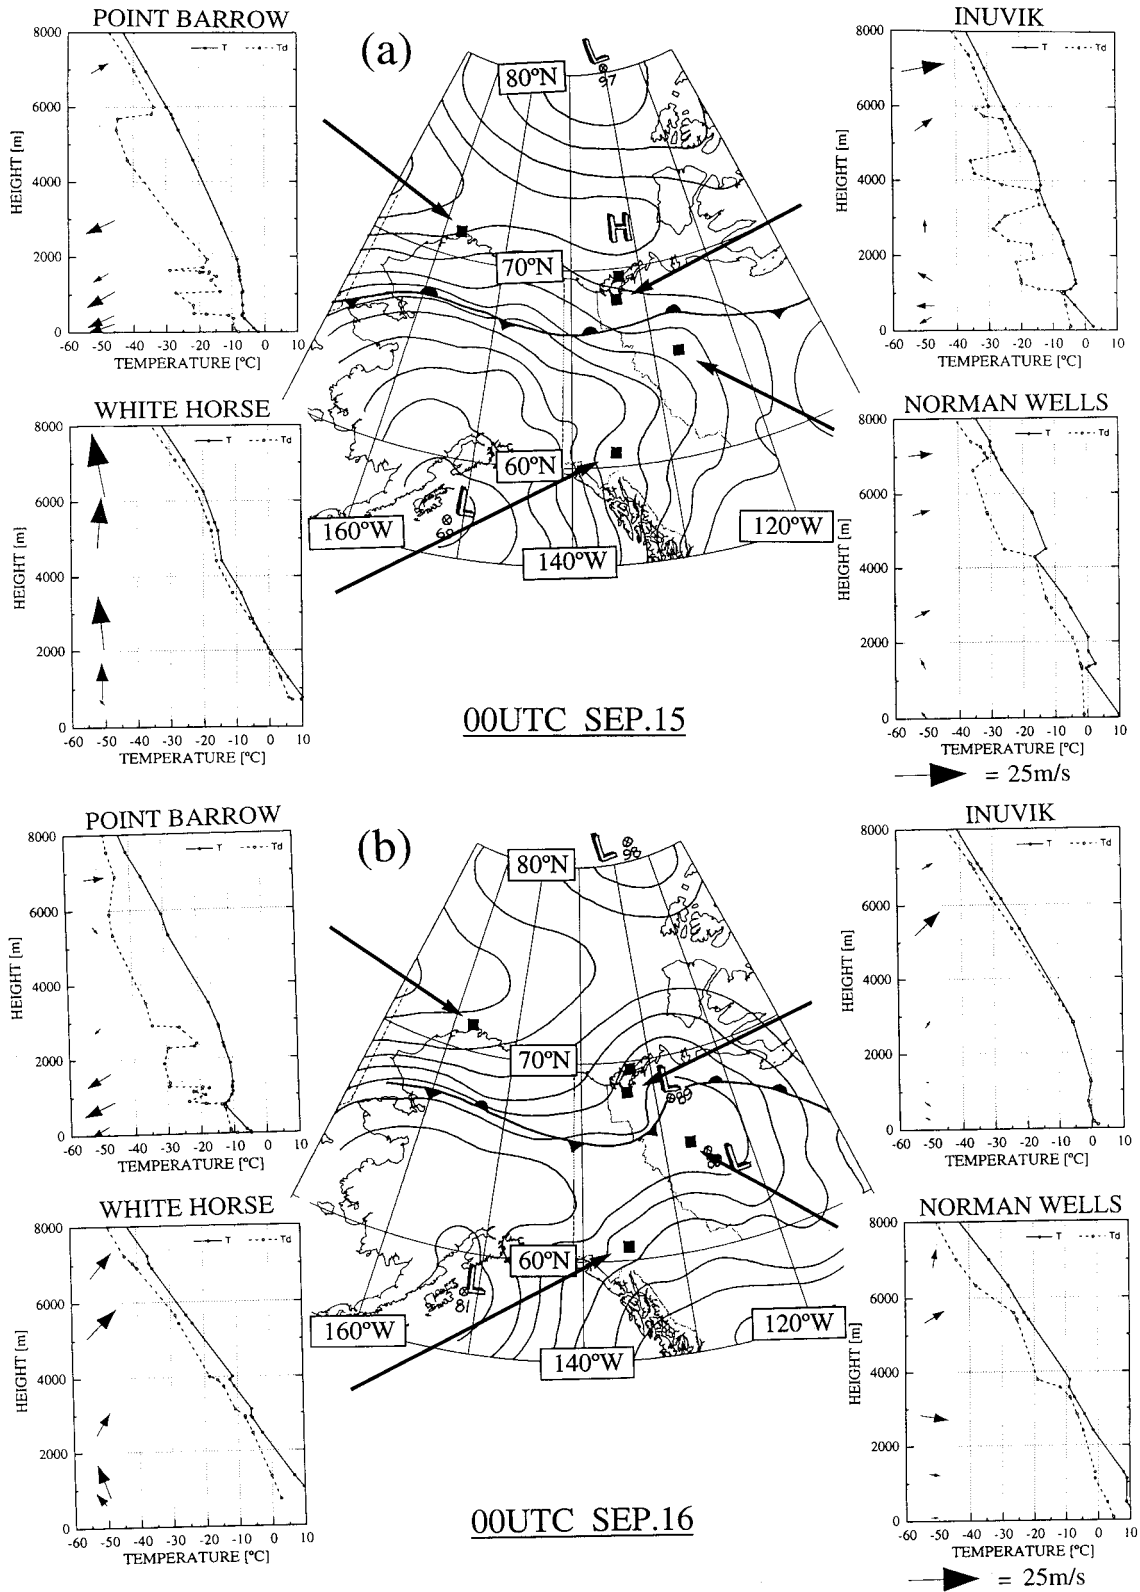 POINT BARROW
T Td
8000
6000
4000
2000
0
HEIGHT [m]
-60 -50 -40 -30 -20 -10 0
TEMPERATURE [°C]
WHITE HORSE
T Td
8000
6000
4000
2000
0
HEIGHT [m]
-60 -50 -40 -30 -20 -10 0 10
TEMPERATURE [°C]
(a)
L
97
80°N
H
70°N
60°N
L
160°W
140°W
120°W
00UTC SEP.15
INUVIK
T Td
8000
6000
4000
2000
0
HEIGHT [m]
-60 -50 -40 -30 -20 -10 0 10
TEMPERATURE [°C]
NORMAN WELLS
T Td
8000
6000
4000
2000
0
HEIGHT [m]
-60 -50 -40 -30 -20 -10 0 10
TEMPERATURE [°C]
= 25m/s
POINT BARROW
T Td
8000
6000
4000
2000
0
HEIGHT [m]
-60 -50 -40 -30 -20 -10 0 10
TEMPERATURE [°C]
WHITE HORSE
T Td
8000
6000
4000
2000
0
HEIGHT [m]
-60 -50 -40 -30 -20 -10 0 10
TEMPERATURE [°C]
(b)
L
98
80°N
70°N
L
89
L
60°N
L
81
160°W
140°W
120°W
00UTC SEP.16
INUVIK
T Td
8000
6000
4000
2000
0
HEIGHT [m]
-60 -50 -40 -30 -20 -10 0 10
TEMPERATURE [°C]
NORMAN WELLS
T Td
8000
6000
4000
2000
0
HEIGHT [m]
-60 -50 -40 -30 -20 -10 0 10
TEMPERATURE [°C]
= 25m/s